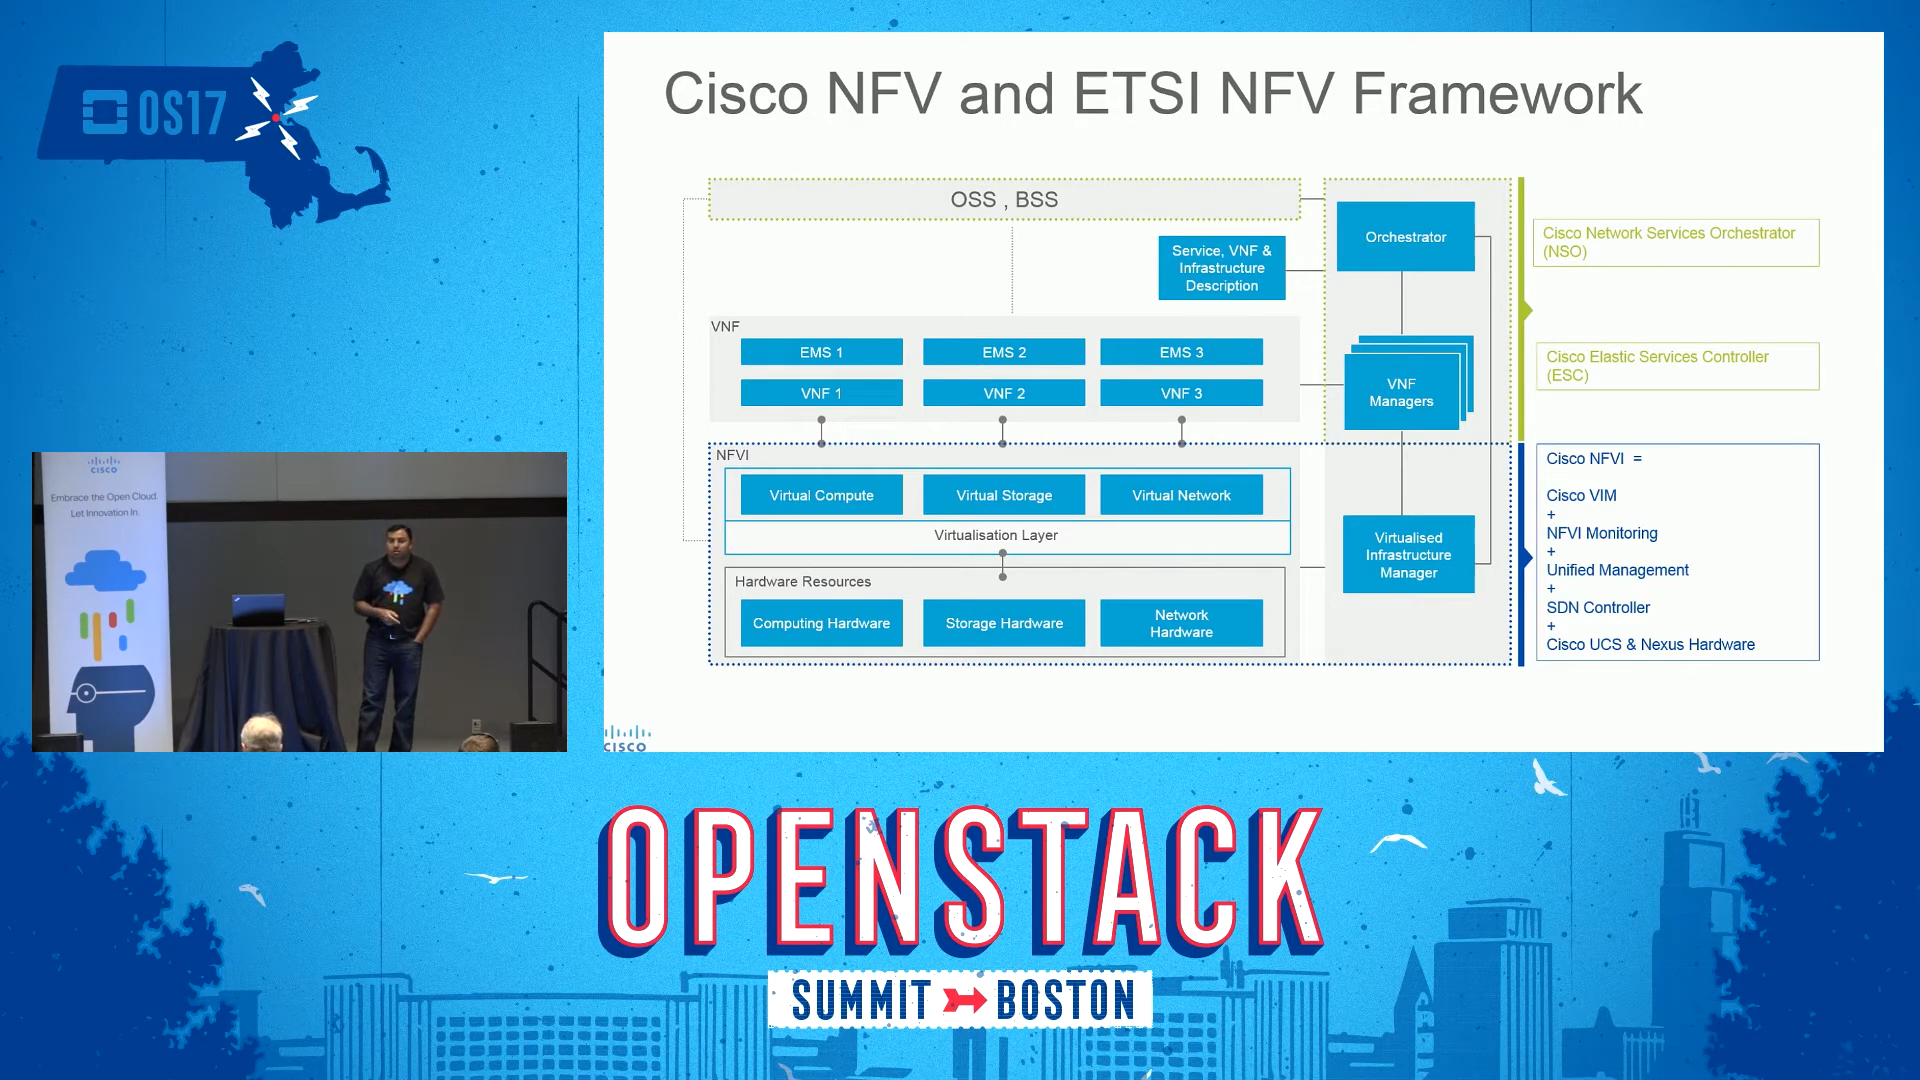 OS17
Cisco NFV and ETSI NFV Framework
OSS , BSS
Orchestrator
Service, VNF &
Infrastructure
Description
Cisco Network Services Orchestrator
(NSO)
VNF
EMS 1
EMS 2
EMS 3
VNF 1
VNF 2
VNF 3
VNF
Managers
Cisco Elastic Services Controller
(ESC)
NFVI
Virtual Compute
Virtual Storage
Virtual Network
Virtualisation Layer
Hardware Resources
Computing Hardware
Storage Hardware
Network
Hardware
Virtualised
Infrastructure
Manager
Cisco NFVI =
Cisco VIM
+
NFVI Monitoring
+
Unified Management
+
SDN Controller
+
Cisco UCS & Nexus Hardware
CISCO
CISCO
Embrace the Open Cloud.
Let Innovation In.
OPENSTACK
SUMMIT BOSTON